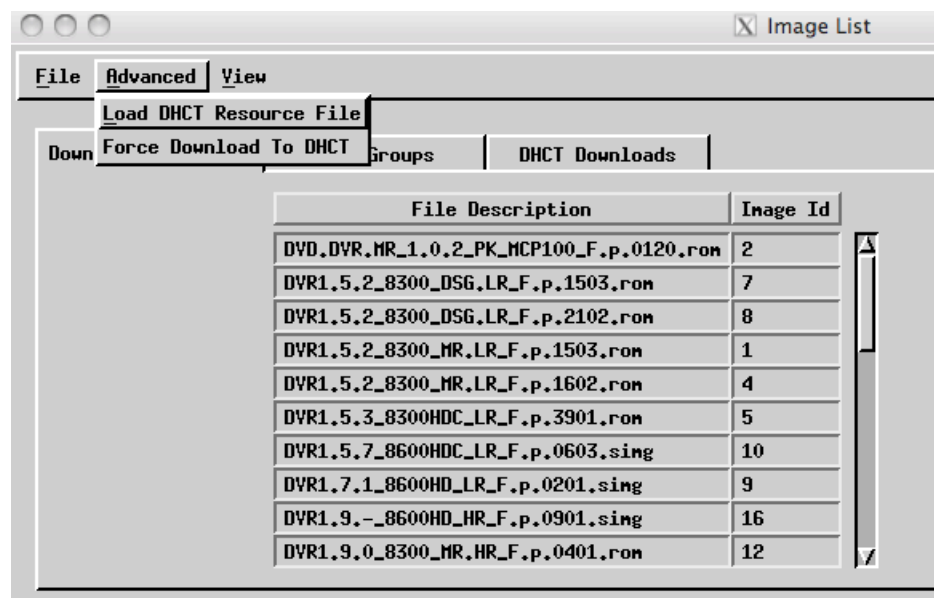 X Image List
File Advanced View
Load DHCT Resource File
Force Download To DHCT
Down Groups DHCT Downloads
File Description Image Id
DVD.DVR.MR_1.0.2_PK_MCP100_F.p.0120.rom 2
DVR1.5.2_8300_DSG.LR_F.p.1503.rom 7
DVR1.5.2_8300_DSG.LR_F.p.2102.rom 8
DVR1.5.2_8300_MR.LR_F.p.1503.rom 1
DVR1.5.2_8300_MR.LR_F.p.1602.rom 4
DVR1.5.3_8300HDC_LR_F.p.3901.rom 5
DVR1.5.7_8600HDC_LR_F.p.0603.simg 10
DVR1.7.1_8600HD_LR_F.p.0201.simg 9
DVR1.9.-_8600HD_HR_F.p.0901.simg 16
DVR1.9.0_8300_MR.HR_F.p.0401.rom 12